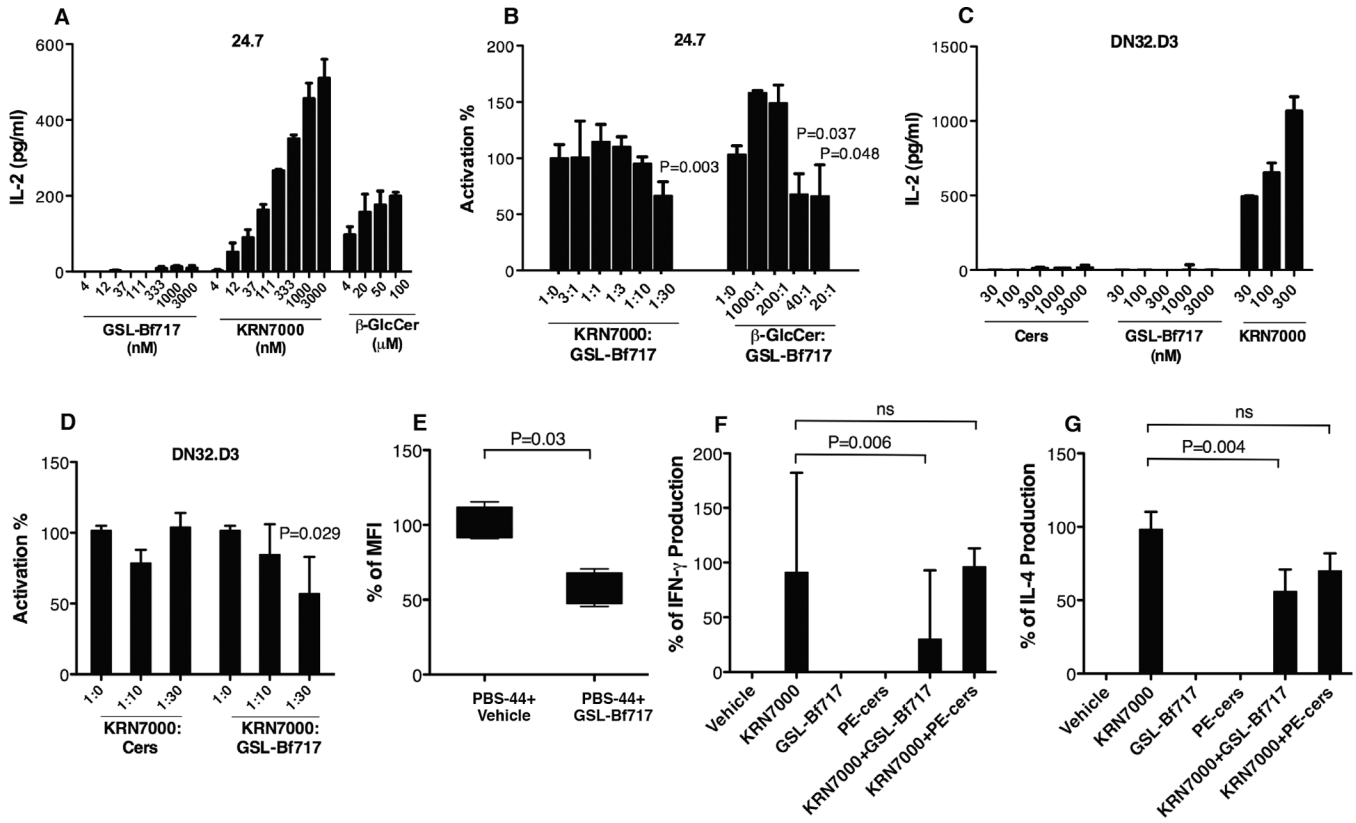 A
24.7
IL-2 (pg/ml)
600
400
200
0
4
12
37
111
333
1000
3000
GSL-Bf717
(nM)
4
12
37
111
333
1000
3000
KRN7000
(nM)
4
20
50
100
β-GlcCer
(μM)
B
24.7
Activation %
200
150
100
50
0
P=0.003
P=0.037
P=0.048
1:0
3:1
1:1
1:3
1:10
1:30
KRN7000:
GSL-Bf717
1:0
1000:1
200:1
40:1
20:1
β-GlcCer:
GSL-Bf717
C
DN32.D3
IL-2 (pg/ml)
1500
1000
500
0
30
100
300
1000
3000
Cers
30
100
300
1000
3000
GSL-Bf717
(nM)
30
100
300
KRN7000
D
DN32.D3
Activation %
150
100
50
0
P=0.029
1:0
1:10
1:30
KRN7000:
Cers
1:0
1:10
1:30
KRN7000:
GSL-Bf717
E
P=0.03
% of MFI
150
100
50
0
PBS-44+
Vehicle
PBS-44+
GSL-Bf717
F
ns
P=0.006
% of IFN-γ Production
200
150
100
50
0
Vehicle
KRN7000
GSL-Bf717
PE-cers
KRN7000+GSL-Bf717
KRN7000+PE-cers
G
ns
P=0.004
% of IL-4 Production
150
100
50
0
Vehicle
KRN7000
GSL-Bf717
PE-cers
KRN7000+GSL-Bf717
KRN7000+PE-cers